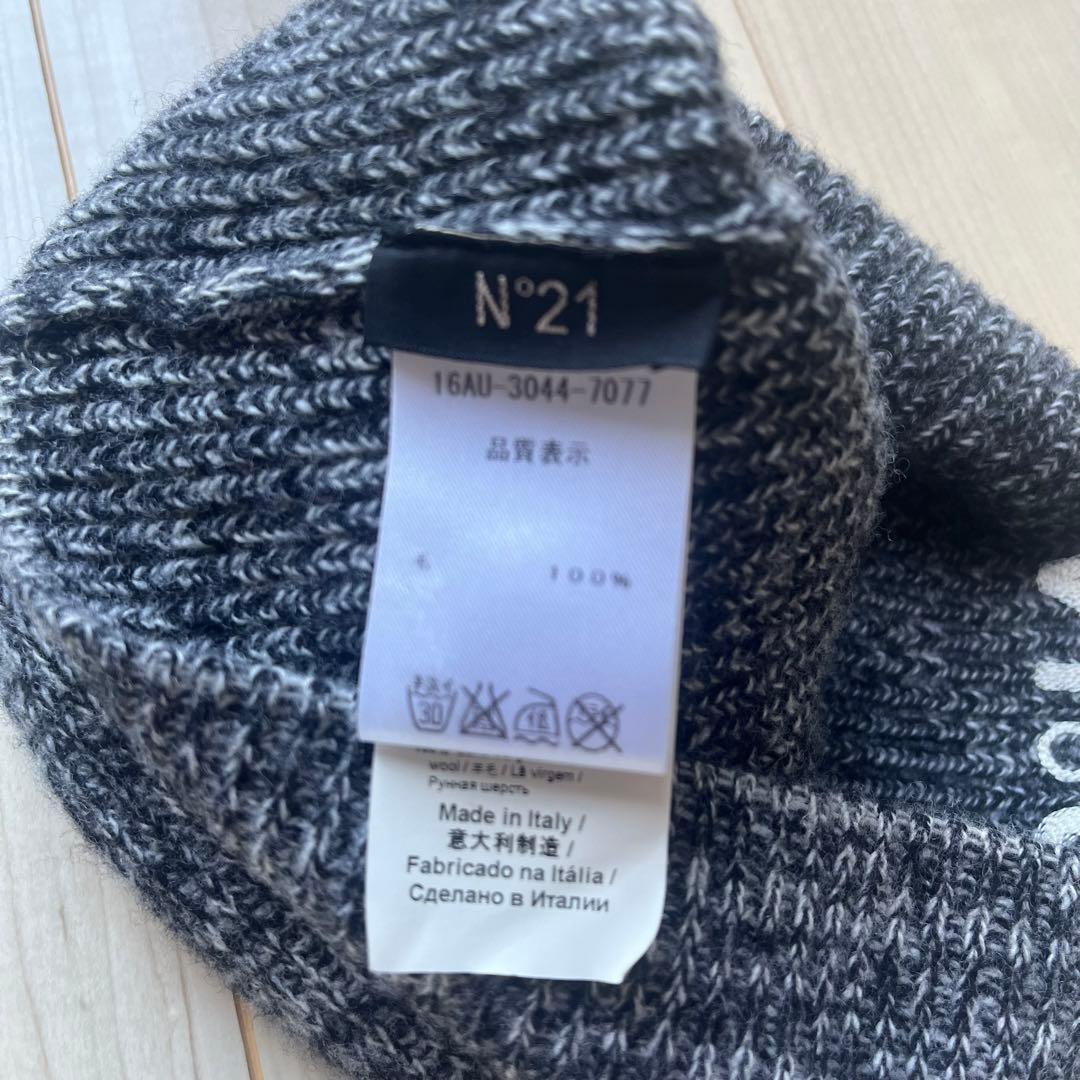 N°21
16AU-3044-7077
品質表示
100%
30
wool / 羊毛 / Lã virgem /
Рунная шерсть
Made in Italy /
意大利制造 /
Fabricado na Itália /
Сделано в Италии